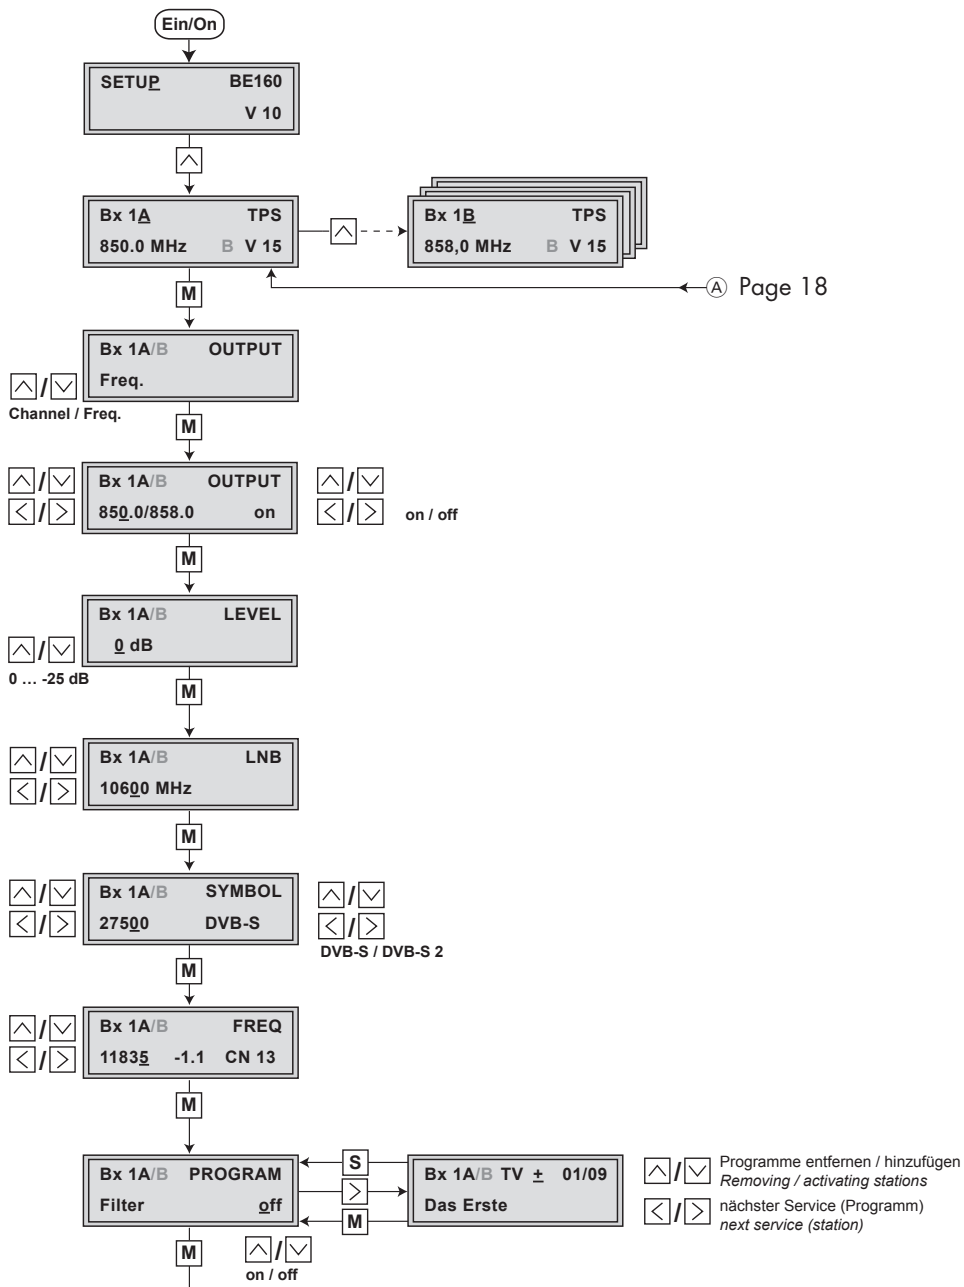 Ein/On
SETUP BE160
V 10
Bx 1A TPS
850.0 MHz B V 15
Bx 1B TPS
858,0 MHz B V 15
A Page 18
M
Bx 1A/B OUTPUT
Freq.
/
Channel / Freq.
M
Bx 1A/B OUTPUT
850.0/858.0 on
/
/
/
/
on / off
M
Bx 1A/B LEVEL
0 dB
/
0 … -25 dB
M
Bx 1A/B LNB
10600 MHz
/
/
M
Bx 1A/B SYMBOL
27500 DVB-S
/
/
/
/
DVB-S / DVB-S 2
M
Bx 1A/B FREQ
11835 -1.1 CN 13
/
/
M
Bx 1A/B PROGRAM
Filter off
S
>
M
Bx 1A/B TV ± 01/09
Das Erste
/
Programme entfernen / hinzufügen
Removing / activating stations
< / >
nächster Service (Programm)
next service (station)
M
/
on / off